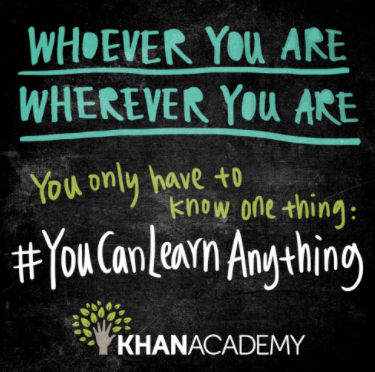 WHOEVER YOU ARE
WHEREVER YOU ARE
You only have to
know one thing:
#YouCanLearnAnything
KHANACADEMY